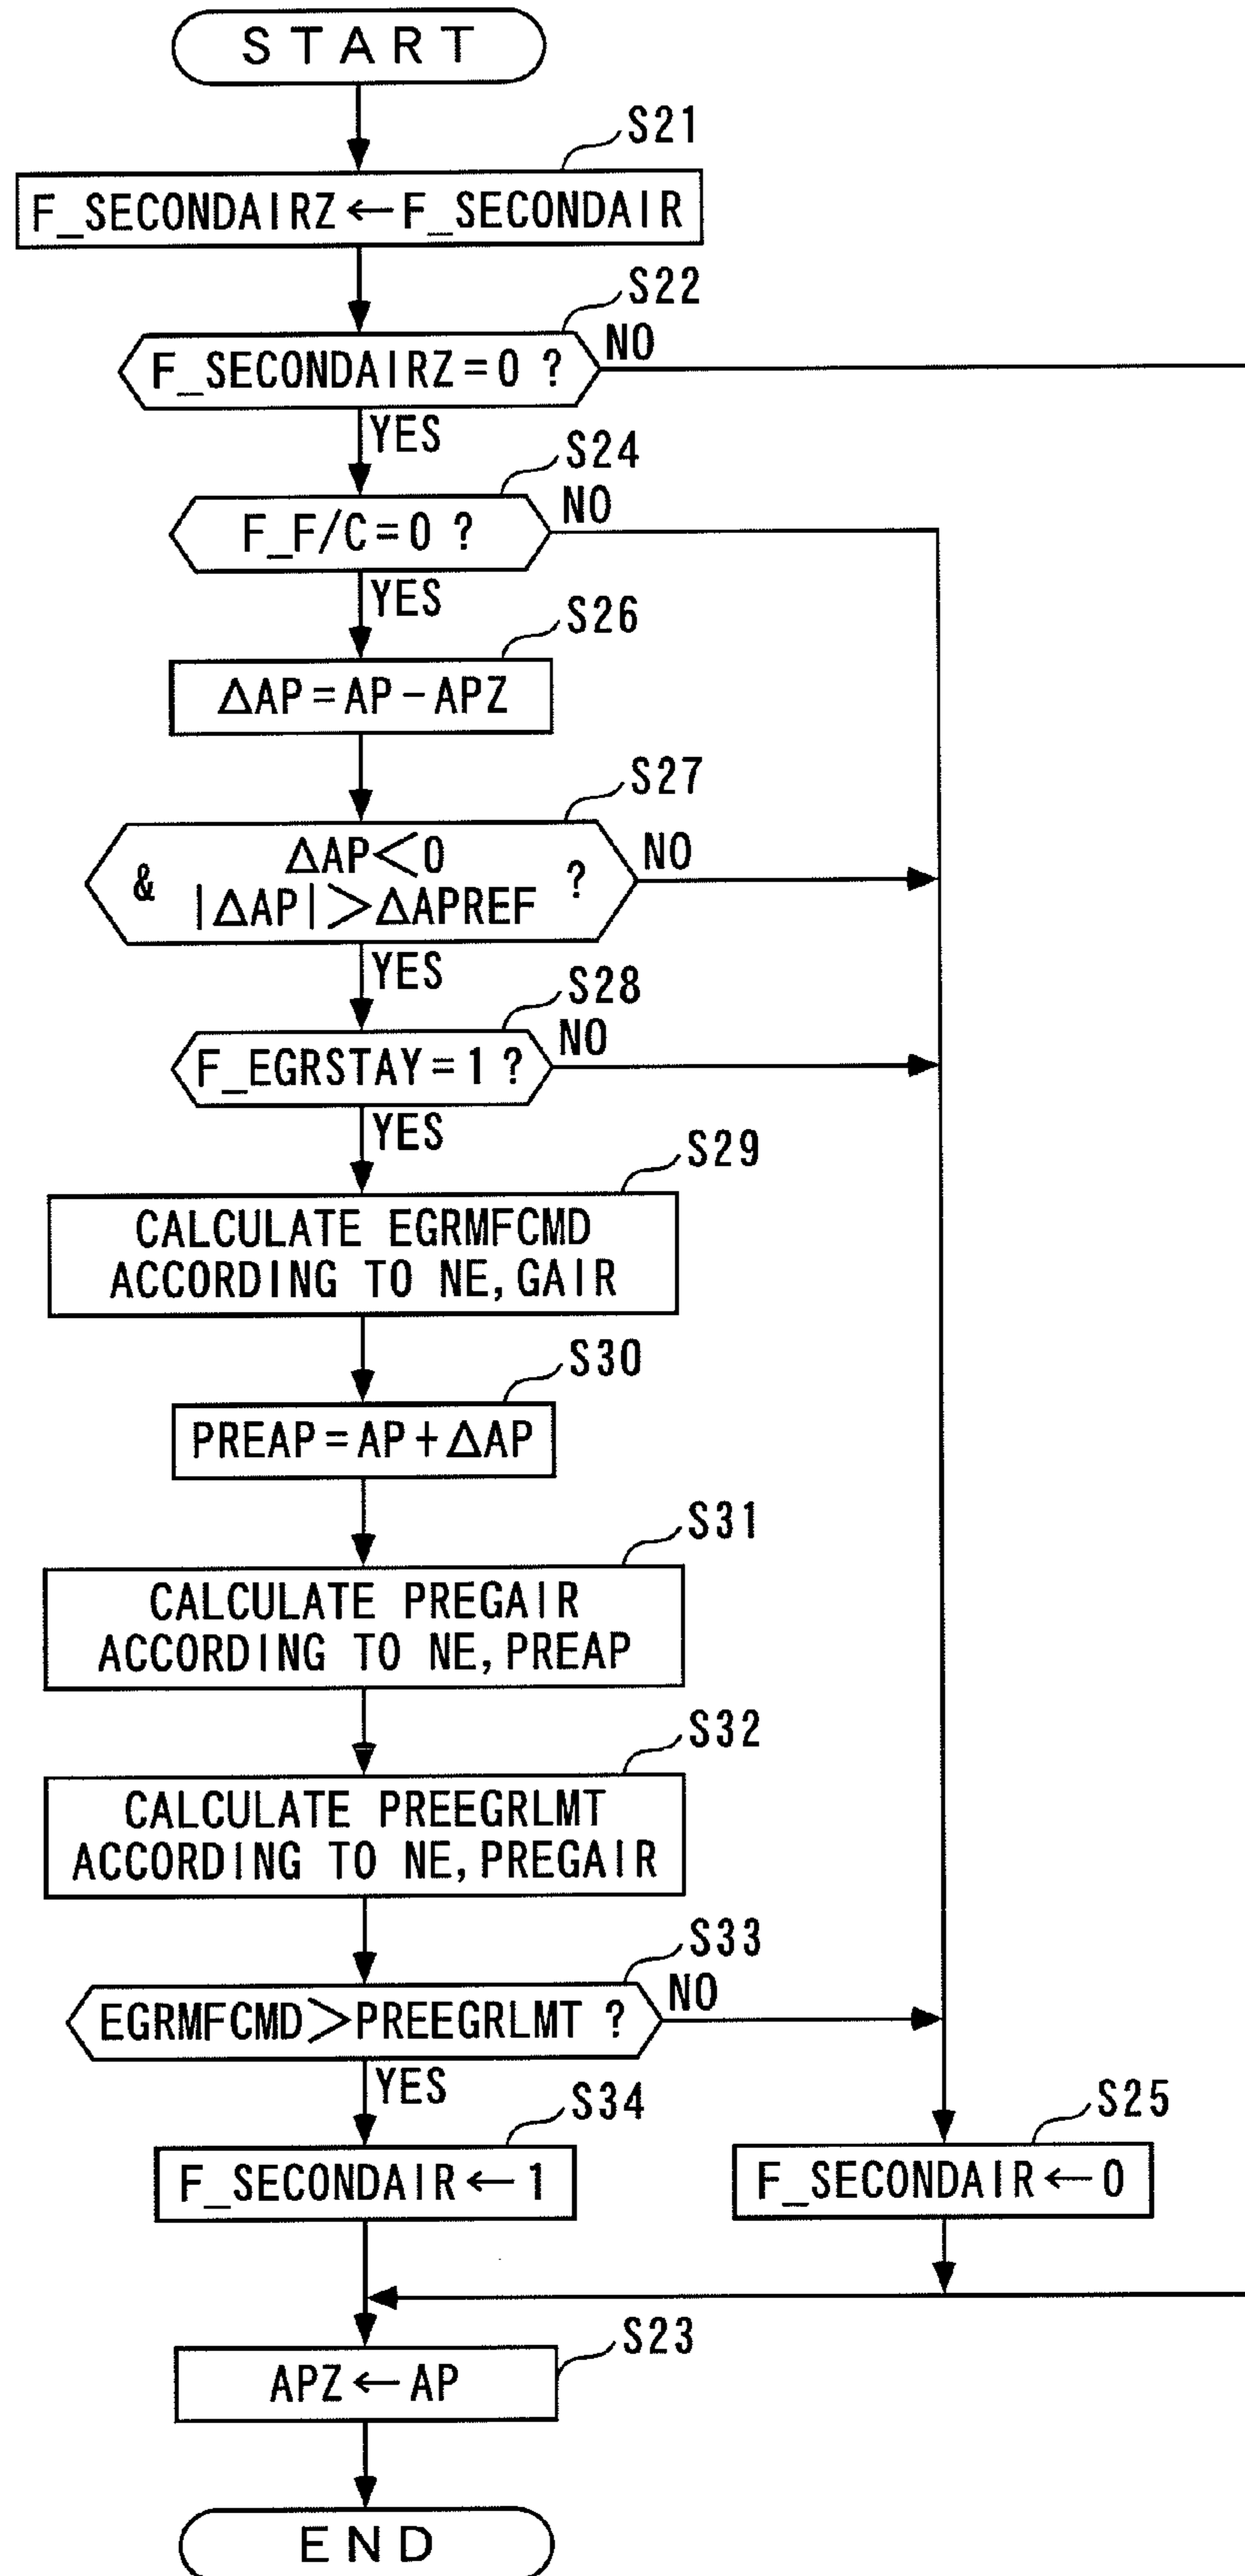 START
S21
F_SECONDAIRZ←F_SECONDAIR
S22
F_SECONDAIRZ=0 ?
NO
YES
S24
F_F/C=0 ?
NO
YES
S26
ΔAP=AP-APZ
S27
ΔAP<0
& |ΔAP|>ΔAPREF ?
NO
YES
S28
F_EGRSTAY=1 ?
NO
YES
S29
CALCULATE EGRMFCMD
ACCORDING TO NE,GAIR
S30
PREAP=AP+ΔAP
S31
CALCULATE PREGAIR
ACCORDING TO NE,PREAP
S32
CALCULATE PREEGRLMT
ACCORDING TO NE,PREGAIR
S33
EGRMFCMD>PREEGRLMT ?
NO
YES
S34
F_SECONDAIR←1
S25
F_SECONDAIR←0
S23
APZ←AP
END